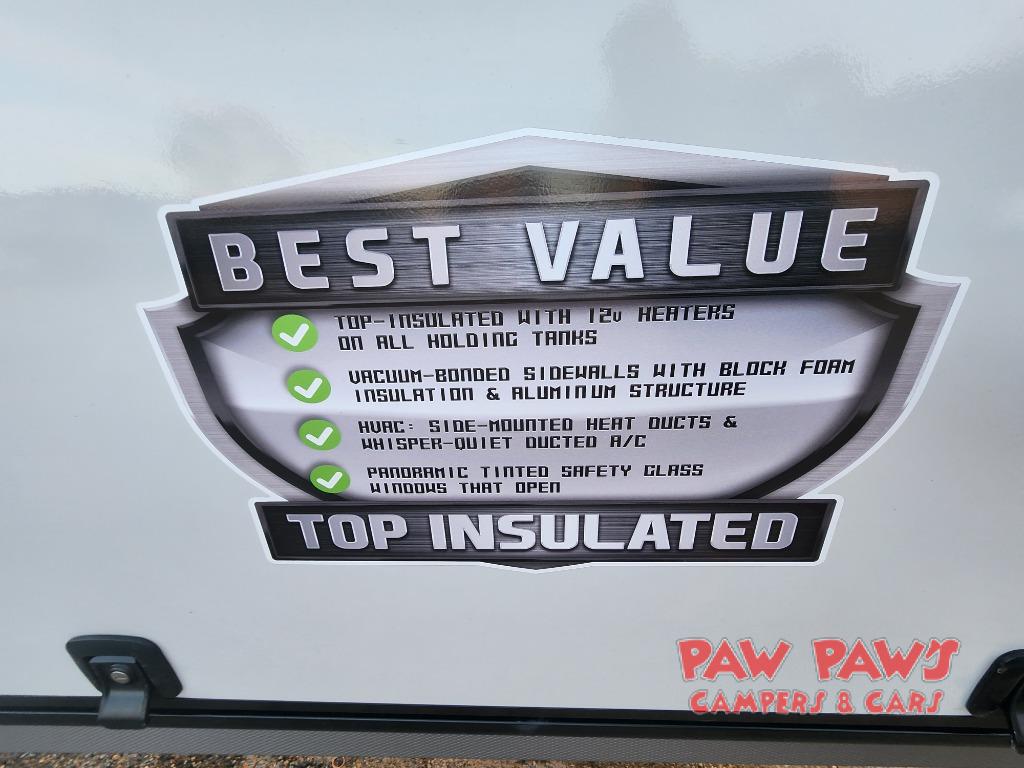 BEST VALUE
TOP-INSULATED WITH 12v HEATERS
ON ALL HOLDING TANKS
VACUUM-BONDED SIDEWALLS WITH BLOCK FOAM
INSULATION & ALUMINUM STRUCTURE
HVAC: SIDE-MOUNTED HEAT DUCTS &
WHISPER-QUIET DUCTED A/C
PANORAMIC TINTED SAFETY GLASS
WINDOWS THAT OPEN
TOP INSULATED
PAW PAW'S
CAMPERS & CARS